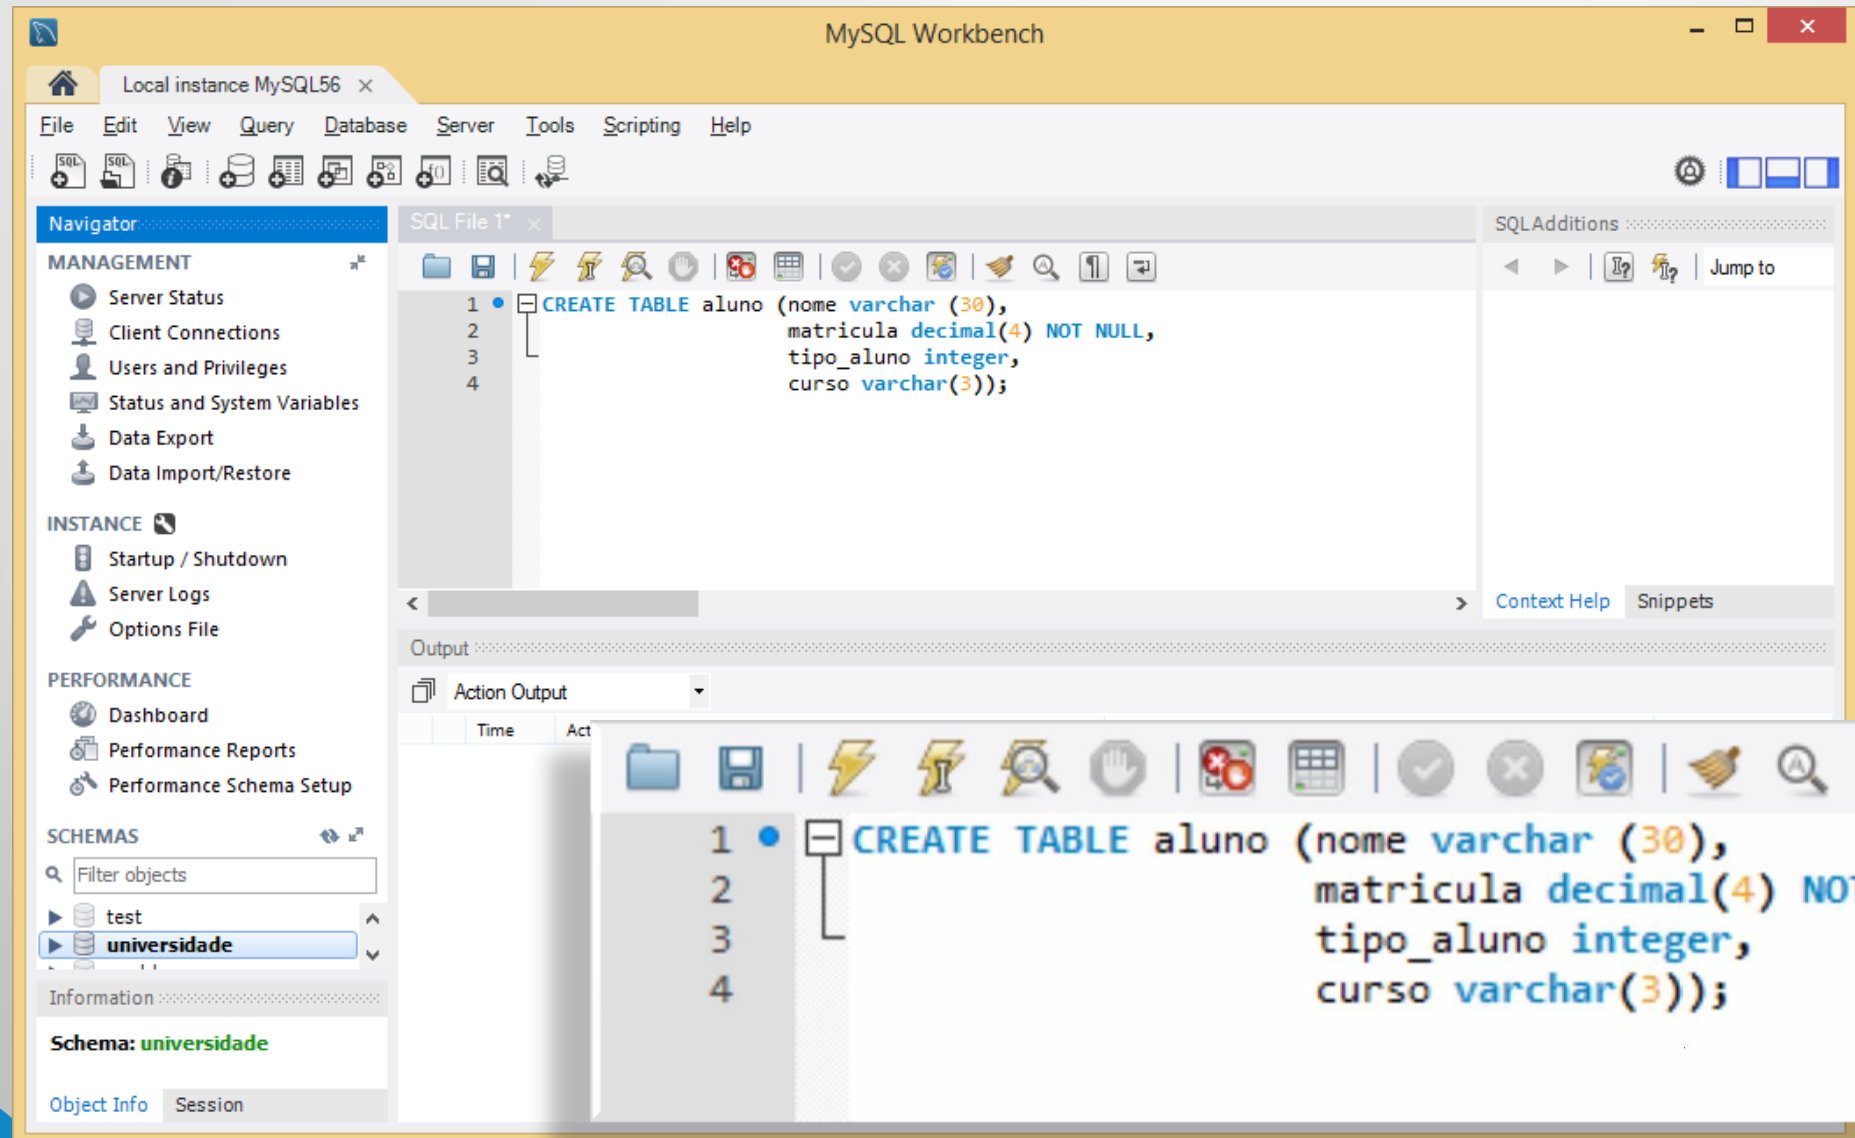 MySQL Workbench
Local instance MySQL56
File Edit View Query Database Server Tools Scripting Help
Navigator
MANAGEMENT
Server Status
Client Connections
Users and Privileges
Status and System Variables
Data Export
Data Import/Restore
INSTANCE
Startup / Shutdown
Server Logs
Options File
PERFORMANCE
Dashboard
Performance Reports
Performance Schema Setup
SCHEMAS
Filter objects
test
universidade
Information
Schema: universidade
Object Info Session
SQL File 1*
1 CREATE TABLE aluno (nome varchar (30),
2 matricula decimal(4) NOT NULL,
3 tipo_aluno integer,
4 curso varchar(3));
SQLAdditions
Jump to
Context Help Snippets
Output
Action Output
Time Act
1 CREATE TABLE aluno (nome varchar (30),
2 matricula decimal(4) NOT
3 tipo_aluno integer,
4 curso varchar(3));